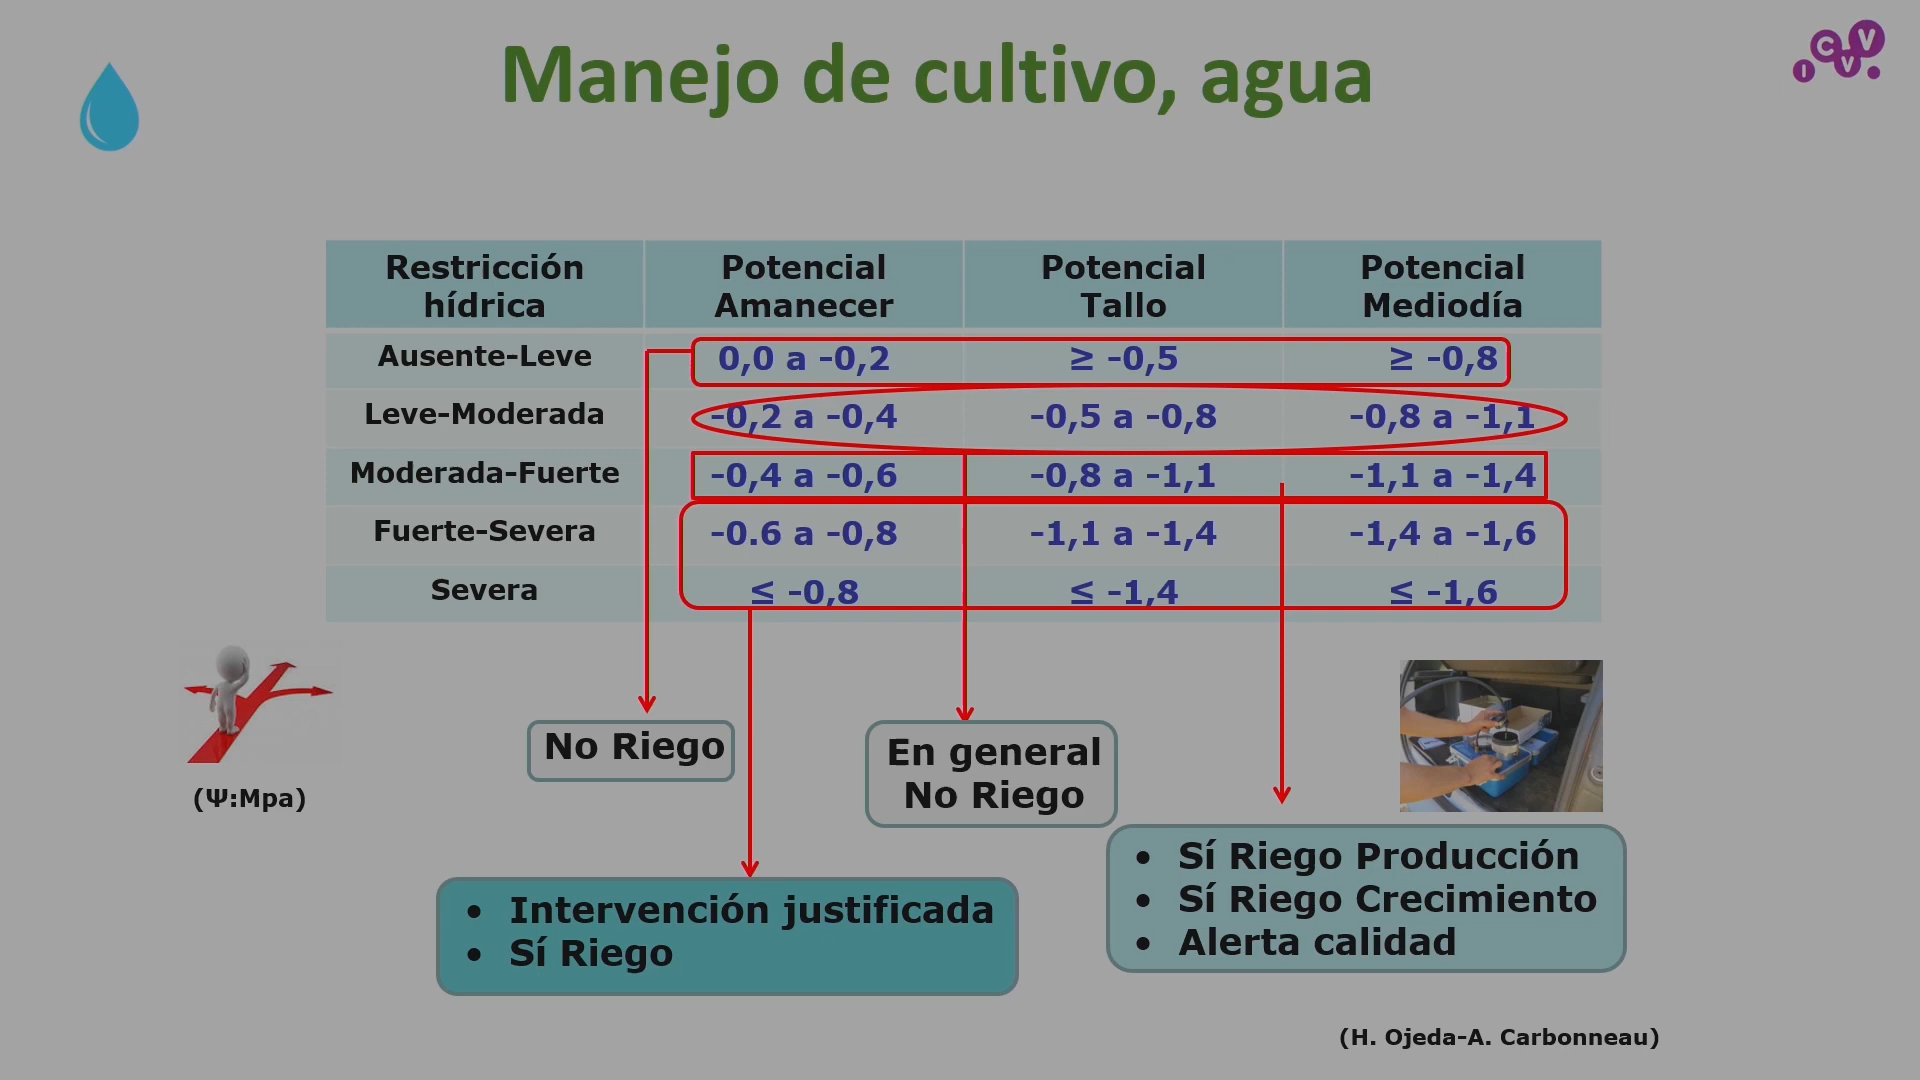 Manejo de cultivo, agua
ICVV
Restricción hídrica | Potencial Amanecer | Potencial Tallo | Potencial Mediodía
Ausente-Leve | 0,0 a -0,2 | ≥ -0,5 | ≥ -0,8
Leve-Moderada | -0,2 a -0,4 | -0,5 a -0,8 | -0,8 a -1,1
Moderada-Fuerte | -0,4 a -0,6 | -0,8 a -1,1 | -1,1 a -1,4
Fuerte-Severa | -0.6 a -0,8 | -1,1 a -1,4 | -1,4 a -1,6
Severa | ≤ -0,8 | ≤ -1,4 | ≤ -1,6
(Ψ:Mpa)
No Riego
En general
No Riego
• Sí Riego Producción
• Sí Riego Crecimiento
• Alerta calidad
• Intervención justificada
• Sí Riego
(H. Ojeda-A. Carbonneau)